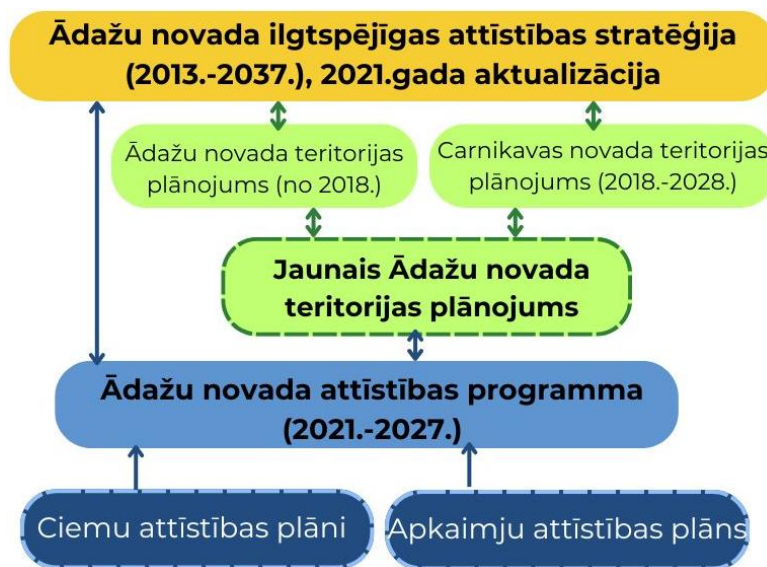 Ādažu novada ilgtspējīgas attīstības stratēģija
(2013.-2037.), 2021.gada aktualizācija
Ādažu novada teritorijas
plānojums (no 2018.)
Carnikavas novada teritorijas
plānojums (2018.-2028.)
Jaunais Ādažu novada
teritorijas plānojums
Ādažu novada attīstības programma
(2021.-2027.)
Ciemu attīstības plāni
Apkaimju attīstības plāns